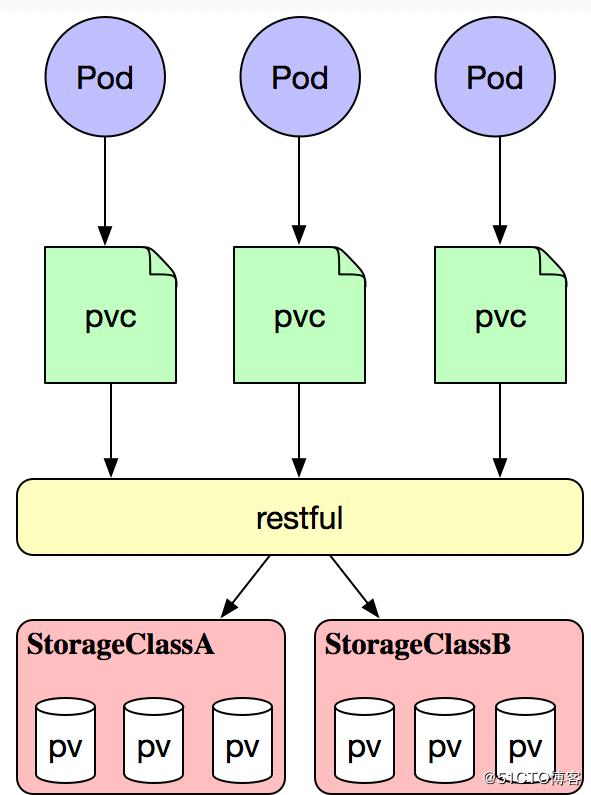 Pod
Pod
Pod
pvc
pvc
pvc
restful
StorageClassA
StorageClassB
pv
pv
pv
pv
pv
pv
@51CTO博客